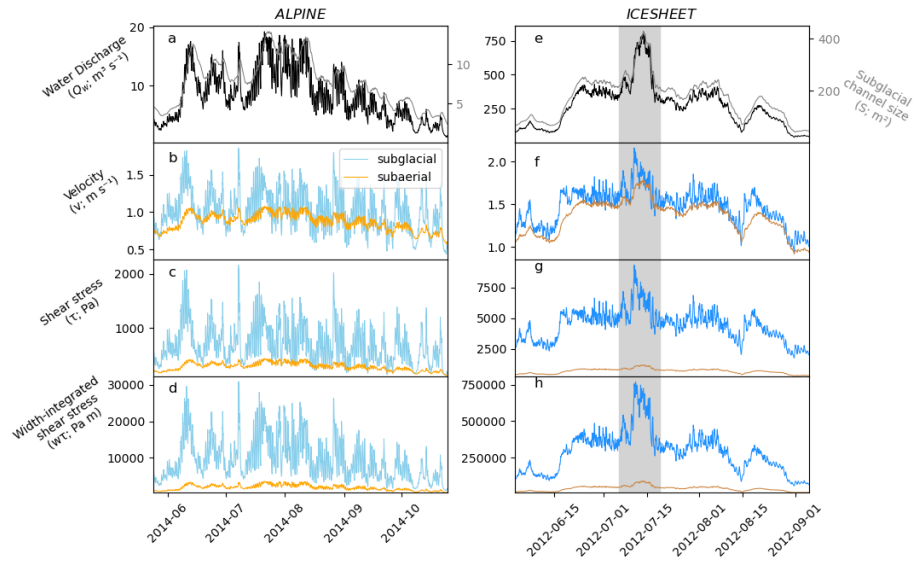 ALPINE
ICESHEET
Water Discharge
(Qw; m³ s⁻¹)
20
10
a
10
5
750
500
250
e
400
200
Subglacial
channel size
(S; m²)
Velocity
(v; m s⁻¹)
1.5
1.0
0.5
b
subglacial
subaerial
2.0
1.5
1.0
f
Shear stress
(τ; Pa)
2000
1000
c
7500
5000
2500
g
Width-integrated
shear stress
(wτ; Pa m)
30000
20000
10000
d
750000
500000
250000
h
2014-06
2014-07
2014-08
2014-09
2014-10
2012-06-15
2012-07-01
2012-07-15
2012-08-01
2012-08-15
2012-09-01